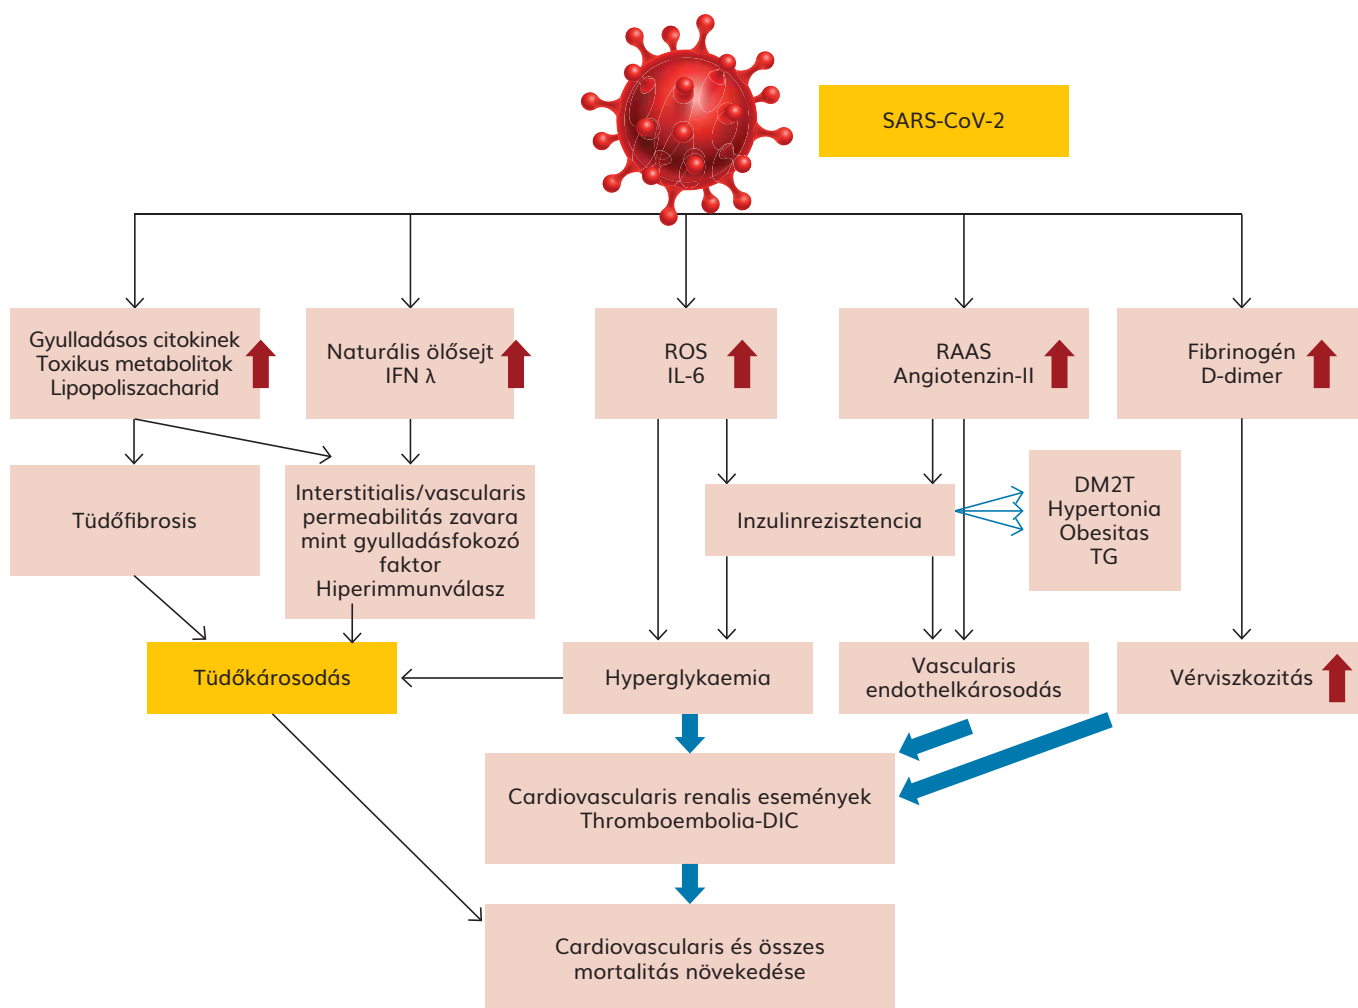 SARS-CoV-2
Gyulladásos citokinek
Toxikus metabolitok
Lipopoliszacharid
Naturális ölősejt
IFN λ
ROS
IL-6
RAAS
Angiotenzin-II
Fibrinogén
D-dimer
Tüdőfibrosis
Interstitialis/vascularis
permeabilitás zavara
mint gyulladásfokozó
faktor
Hiperimmunválasz
Inzulinrezisztencia
DM2T
Hypertonia
Obesitas
TG
Tüdőkárosodás
Hyperglykaemia
Vascularis
endothelkárosodás
Vérviszkozitás
Cardiovascularis renalis események
Thromboembolia-DIC
Cardiovascularis és összes
mortalitás növekedése